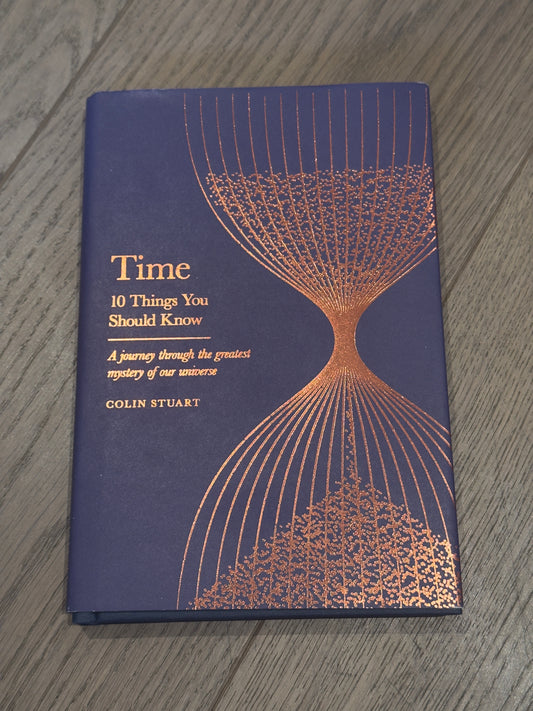 Time
10 Things You
Should Know
A journey through the greatest
mystery of our universe
COLIN STUART